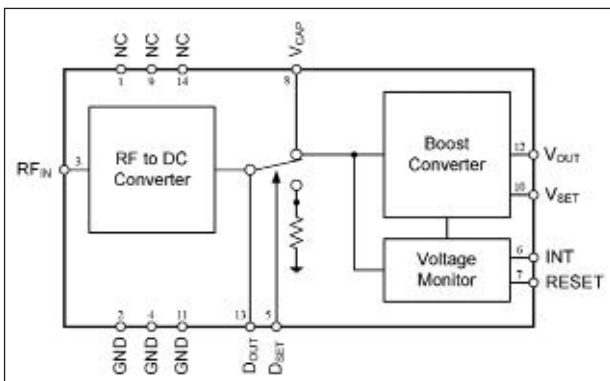 NC
NC
NC
VCAP
1
9
14
8
RFIN
3
RF to DC
Converter
Boost
Converter
12
VOUT
10
VSET
Voltage
Monitor
6
INT
7
RESET
2
4
11
13
5
GND
GND
GND
DOUT
DSET